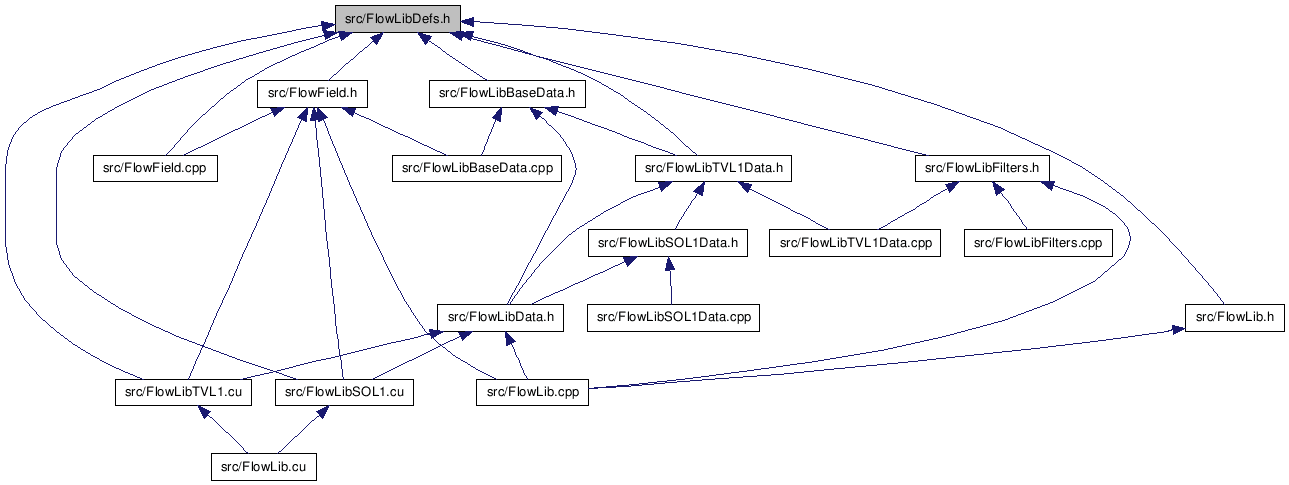 src/FlowLibDefs.h
src/FlowField.h
src/FlowLibBaseData.h
src/FlowField.cpp
src/FlowLibBaseData.cpp
src/FlowLibTVL1Data.h
src/FlowLibFilters.h
src/FlowLibSOL1Data.h
src/FlowLibTVL1Data.cpp
src/FlowLibFilters.cpp
src/FlowLibData.h
src/FlowLibSOL1Data.cpp
src/FlowLib.h
src/FlowLibTVL1.cu
src/FlowLibSOL1.cu
src/FlowLib.cpp
src/FlowLib.cu